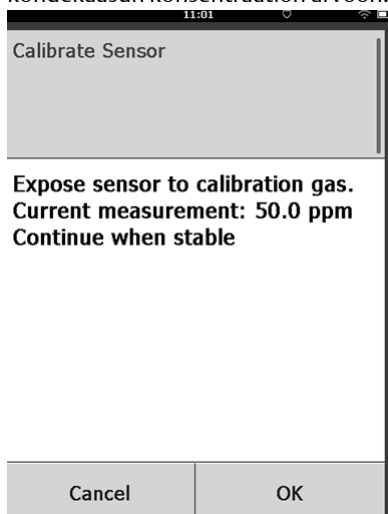 11:01
Calibrate Sensor
Expose sensor to calibration gas.
Current measurement: 50.0 ppm
Continue when stable
Cancel
OK